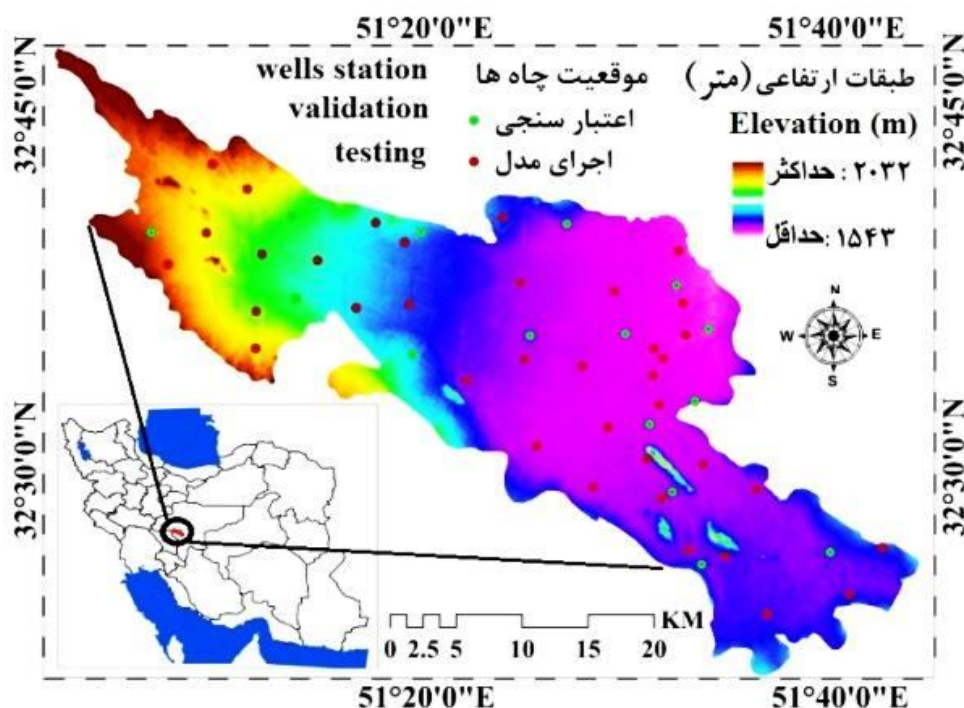 51°20'0"E
51°40'0"E
32°45'0"N
32°45'0"N
wells station
موقعیت چاه ها
validation
اعتبار سنجی
testing
اجرای مدل
طبقات ارتفاعی (متر)
Elevation (m)
حداکثر : ۲۰۳۲
حداقل :۱۵۴۳
N
W
E
S
32°30'0"N
32°30'0"N
KM
0 2.5 5 10 15 20
51°20'0"E
51°40'0"E